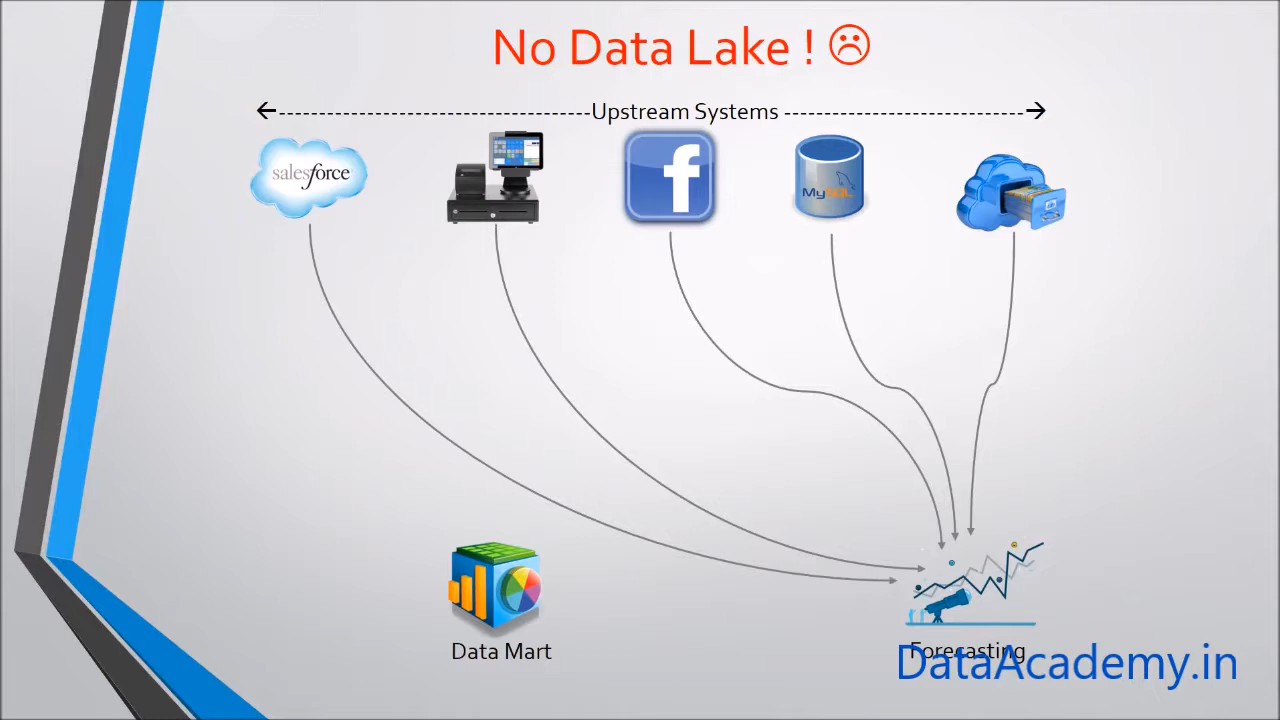 No Data Lake ! ☹
Upstream Systems
salesforce
f
MySQL
Data Mart
Forecasting
DataAcademy.in